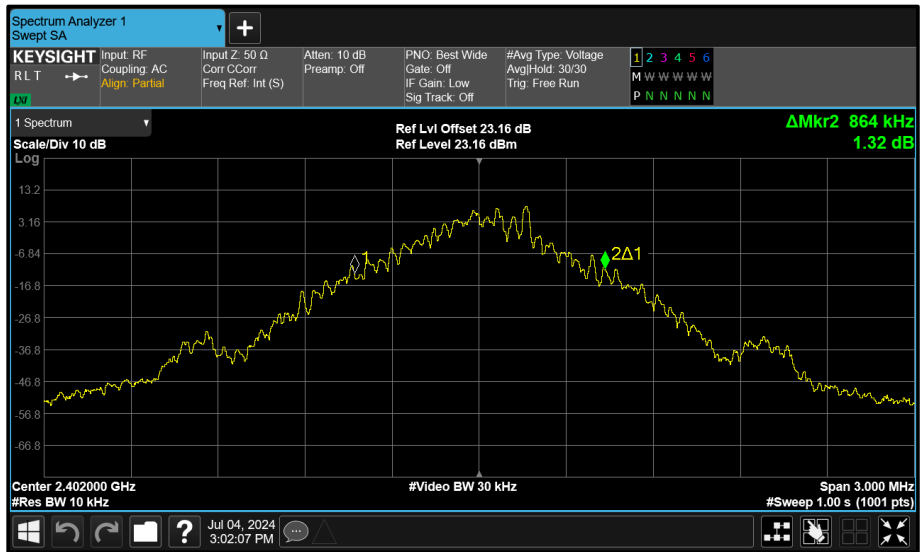 Spectrum Analyzer 1
Swept SA
+
KEYSIGHT
R L T
LXI
Input: RF
Coupling: AC
Align: Partial
Input Z: 50 Ω
Corr CCorr
Freq Ref: Int (S)
Atten: 10 dB
Preamp: Off
PNO: Best Wide
Gate: Off
IF Gain: Low
Sig Track: Off
#Avg Type: Voltage
Avg|Hold: 30/30
Trig: Free Run
1 2 3 4 5 6
M W W W W W
P N N N N N
1 Spectrum
Scale/Div 10 dB
Log
Ref Lvl Offset 23.16 dB
Ref Level 23.16 dBm
ΔMkr2 864 kHz
1.32 dB
13.2
3.16
-6.84
-16.8
-26.8
-36.8
-46.8
-56.8
-66.8
1
2Δ1
Center 2.402000 GHz
#Video BW 30 kHz
Span 3.000 MHz
#Res BW 10 kHz
#Sweep 1.00 s (1001 pts)
?
Jul 04, 2024
3:02:07 PM